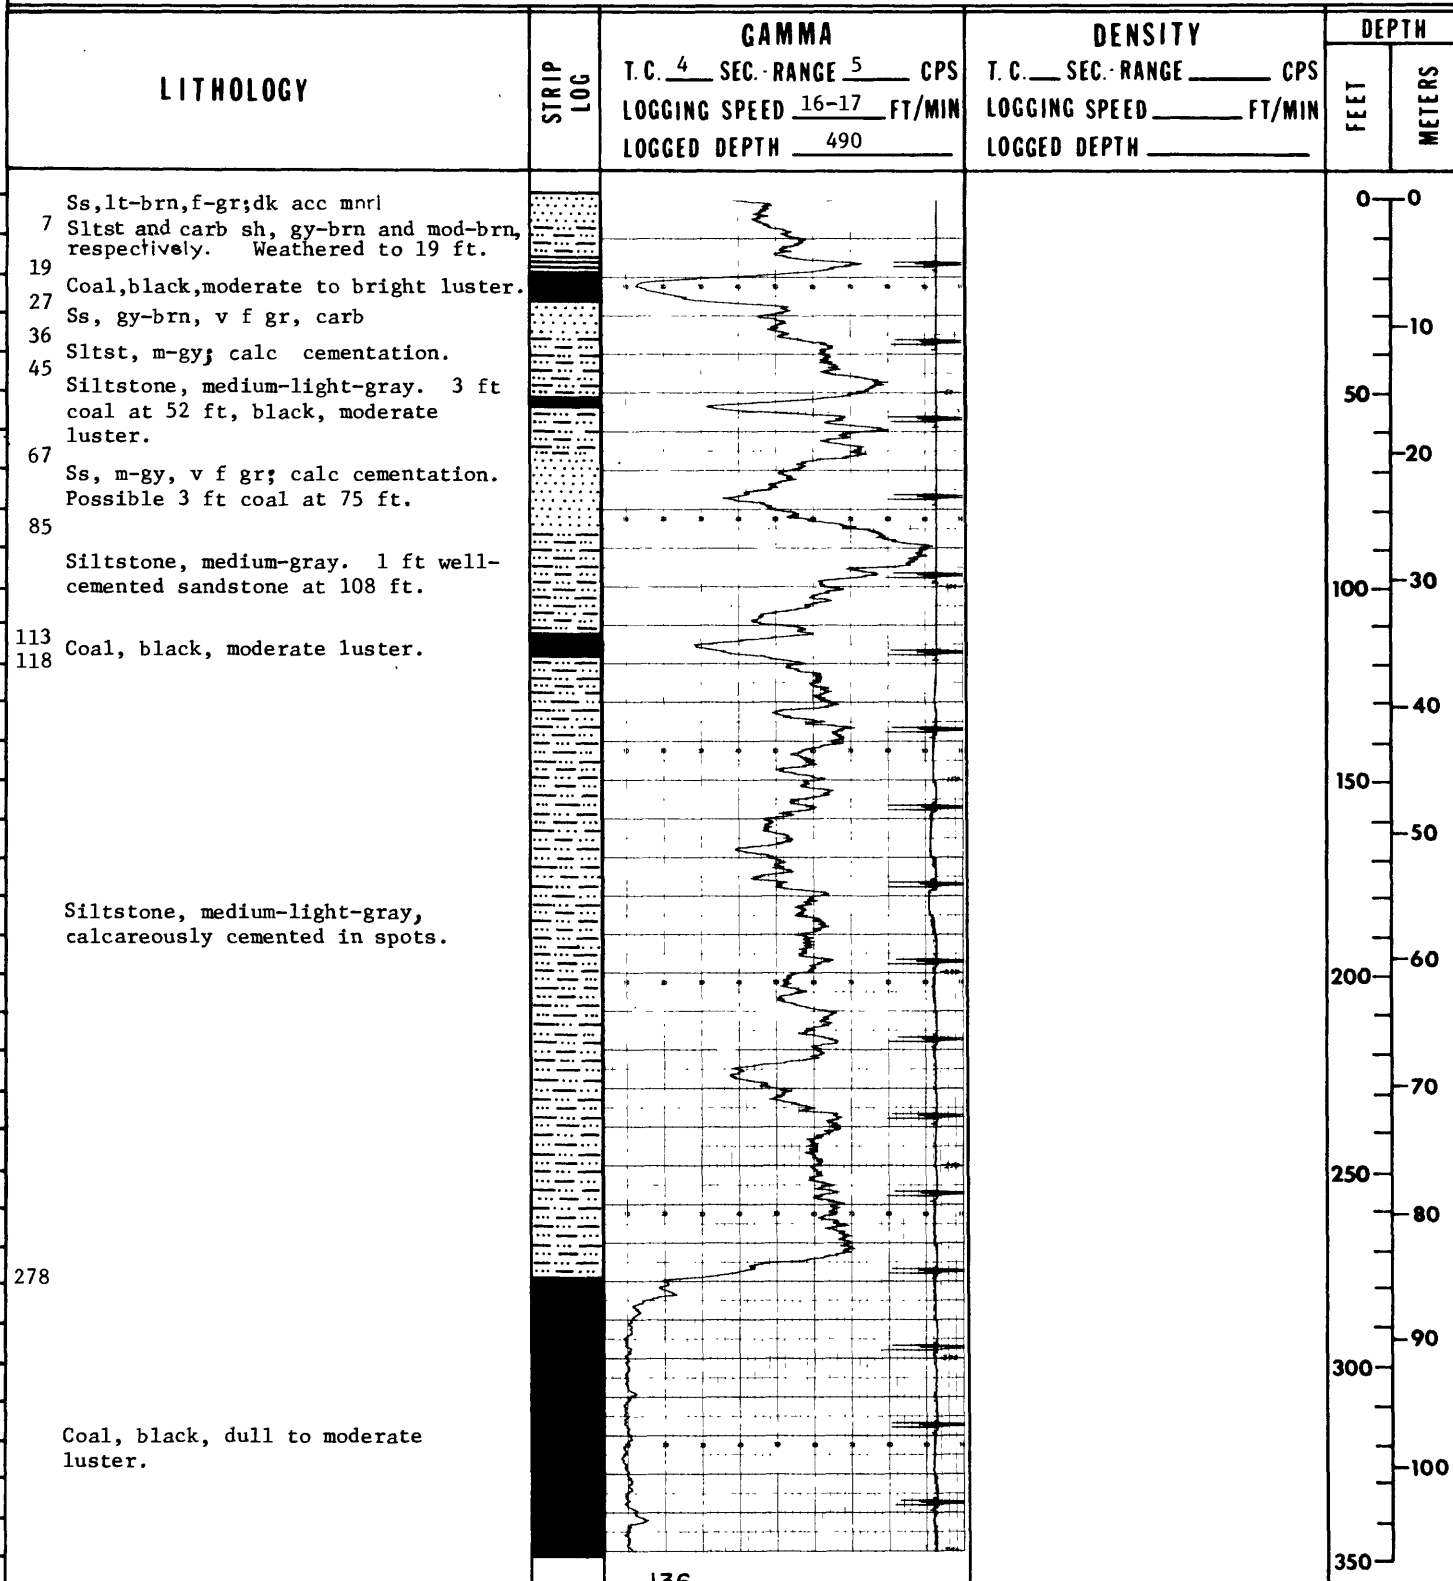 LITHOLOGY
STRIP LOG
GAMMA
T.C. 4 SEC.-RANGE 5 CPS
LOGGING SPEED 16-17 FT/MIN
LOGGED DEPTH 490
DENSITY
T.C. SEC.-RANGE CPS
LOGGING SPEED FT/MIN
LOGGED DEPTH
DEPTH
FEET
METERS
Ss,lt-brn,f-gr;dk acc mnrl
7
Sltst and carb sh, gy-brn and mod-brn,
respectively. Weathered to 19 ft.
19
Coal,black,moderate to bright luster.
27
Ss, gy-brn, v f gr, carb
36
Sltst, m-gy; calc cementation.
45
Siltstone, medium-light-gray. 3 ft
coal at 52 ft, black, moderate
luster.
67
Ss, m-gy, v f gr; calc cementation.
Possible 3 ft coal at 75 ft.
85
Siltstone, medium-gray. 1 ft well-
cemented sandstone at 108 ft.
113
Coal, black, moderate luster.
118
Siltstone, medium-light-gray,
calcareously cemented in spots.
278
Coal, black, dull to moderate
luster.
0
50
100
150
200
250
300
350
0
10
20
30
40
50
60
70
80
90
100